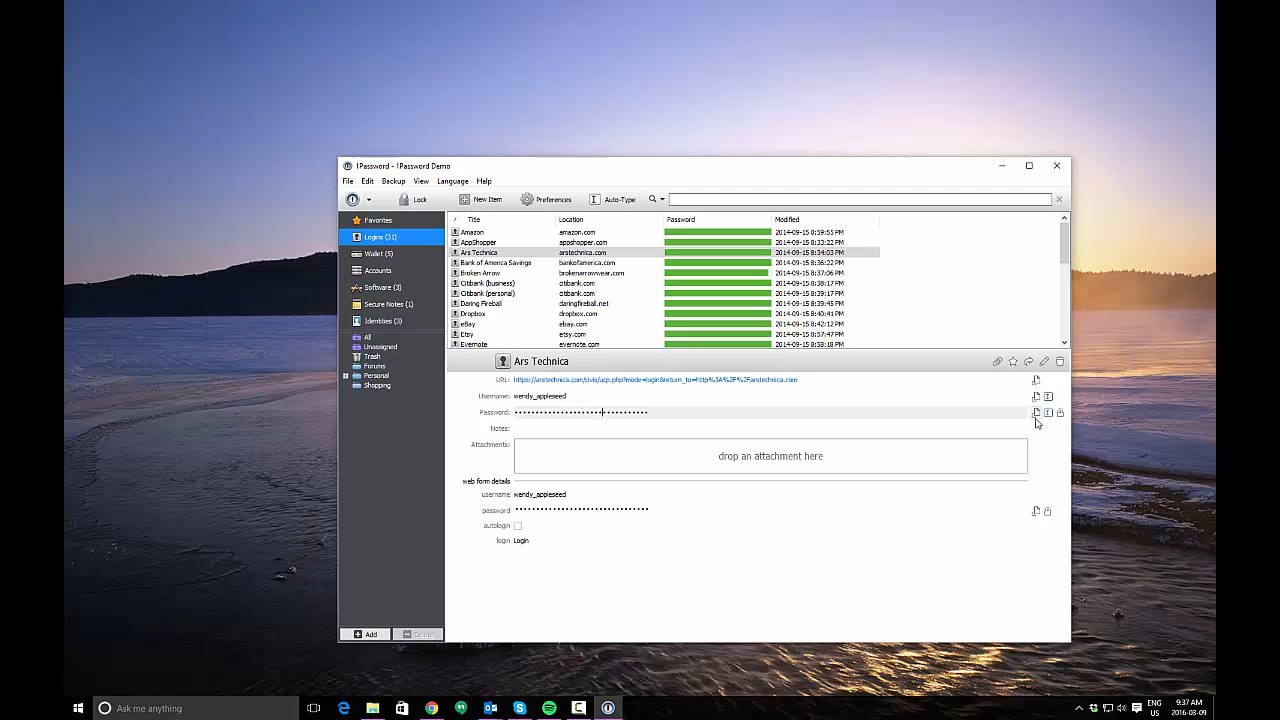 1Password - 1Password Demo
File Edit Backup View Language Help
Lock New Item Preferences Auto-Type
Favorites
Logins (31)
Wallet (5)
Accounts
Software (3)
Secure Notes (1)
Identities (3)
All
Unassigned
Trash
Forums
Personal
Shopping
Add Delete
/ Title Location Password Modified
Amazon amazon.com 2014-09-15 8:59:55 PM
AppShopper appshopper.com 2014-09-15 8:33:22 PM
Ars Technica arstechnica.com 2014-09-15 8:34:03 PM
Bank of America Savings bankofamerica.com 2014-09-15 8:36:22 PM
Broken Arrow brokenarrowwear.com 2014-09-15 8:37:06 PM
Citibank (business) citibank.com 2014-09-15 8:38:17 PM
Citibank (personal) citibank.com 2014-09-15 8:39:17 PM
Daring Fireball daringfireball.net 2014-09-15 8:39:45 PM
Dropbox dropbox.com 2014-09-15 8:40:41 PM
eBay ebay.com 2014-09-15 8:42:12 PM
Etsy etsy.com 2014-09-15 8:57:47 PM
Evernote evernote.com 2014-09-15 8:58:18 PM
Ars Technica
URL: https://arstechnica.com/civis/ucp.php?mode=login&return_to=http%3A%2F%2Farstechnica.com
Username: wendy_appleseed
Password: ••••••••••••••••••••••••••••••••
Notes:
Attachments: drop an attachment here
web form details
username wendy_appleseed
password ••••••••••••••••••••••••••••••••
autologin
login Login
Ask me anything
ENG
US
9:37 AM
2016-03-09